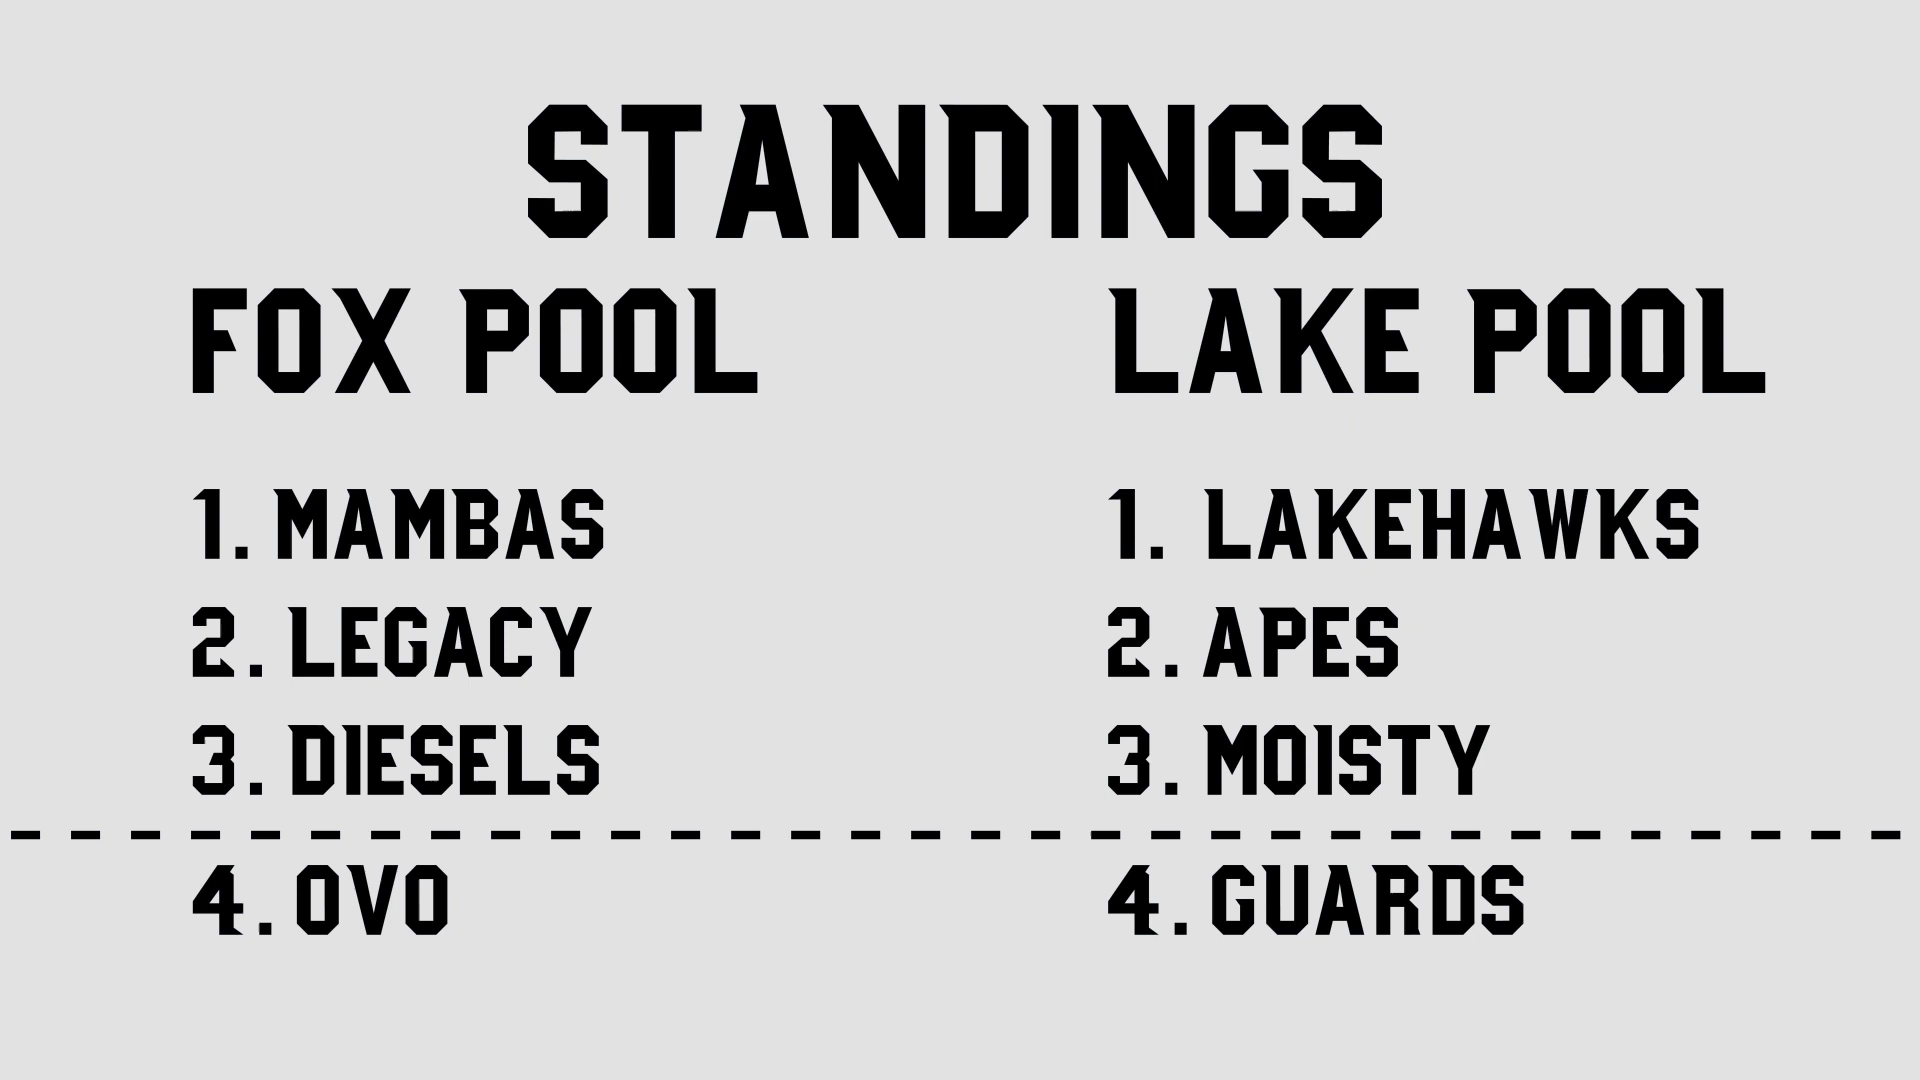 STANDINGS
FOX POOL
1. MAMBAS
2. LEGACY
3. DIESELS
4. OVO
LAKE POOL
1. LAKEHAWKS
2. APES
3. MOISTY
4. GUARDS